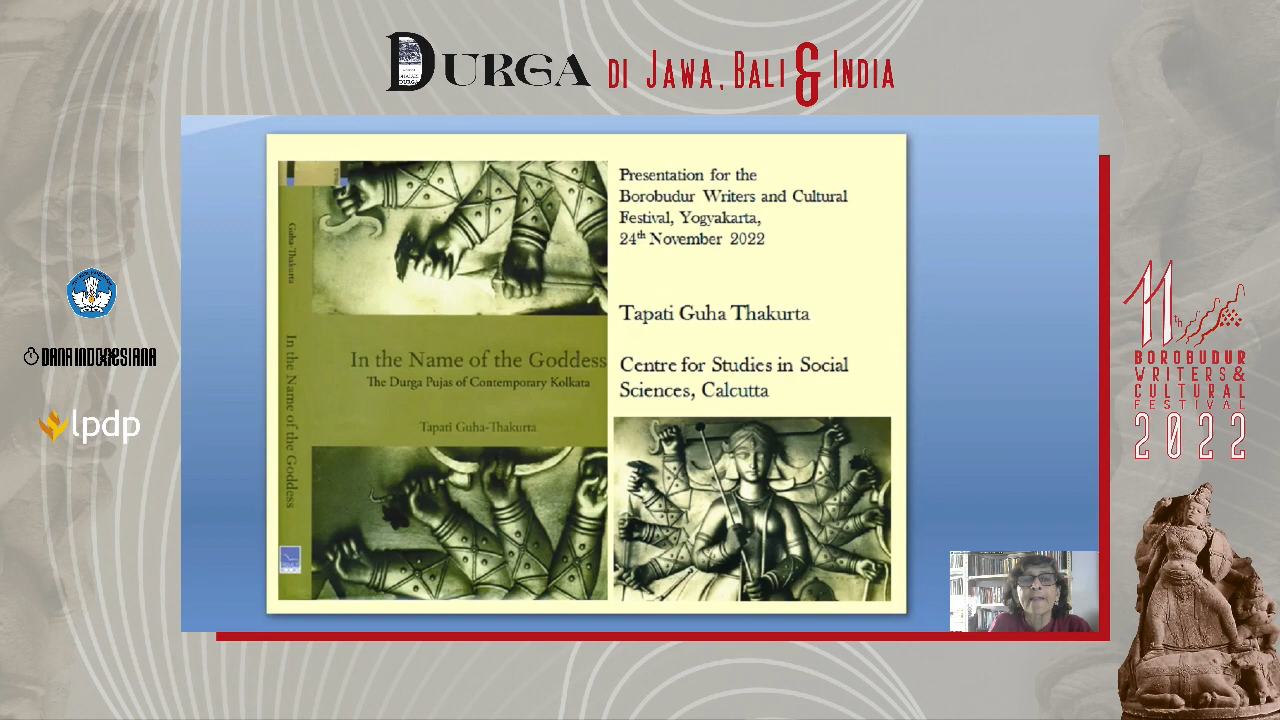 DURGA DI JAWA, BALI & INDIA
Guha-Thakurta
In the Name of the Goddess
In the Name of the Goddess
The Durga Pujas of Contemporary Kolkata
Tapati Guha-Thakurta
Presentation for the
Borobudur Writers and Cultural
Festival, Yogyakarta,
24th November 2022
Tapati Guha Thakurta
Centre for Studies in Social
Sciences, Calcutta
DANA INDONESIANA
lpdp
11th
BOROBUDUR
WRITERS &
CULTURAL
FESTIVAL
2022